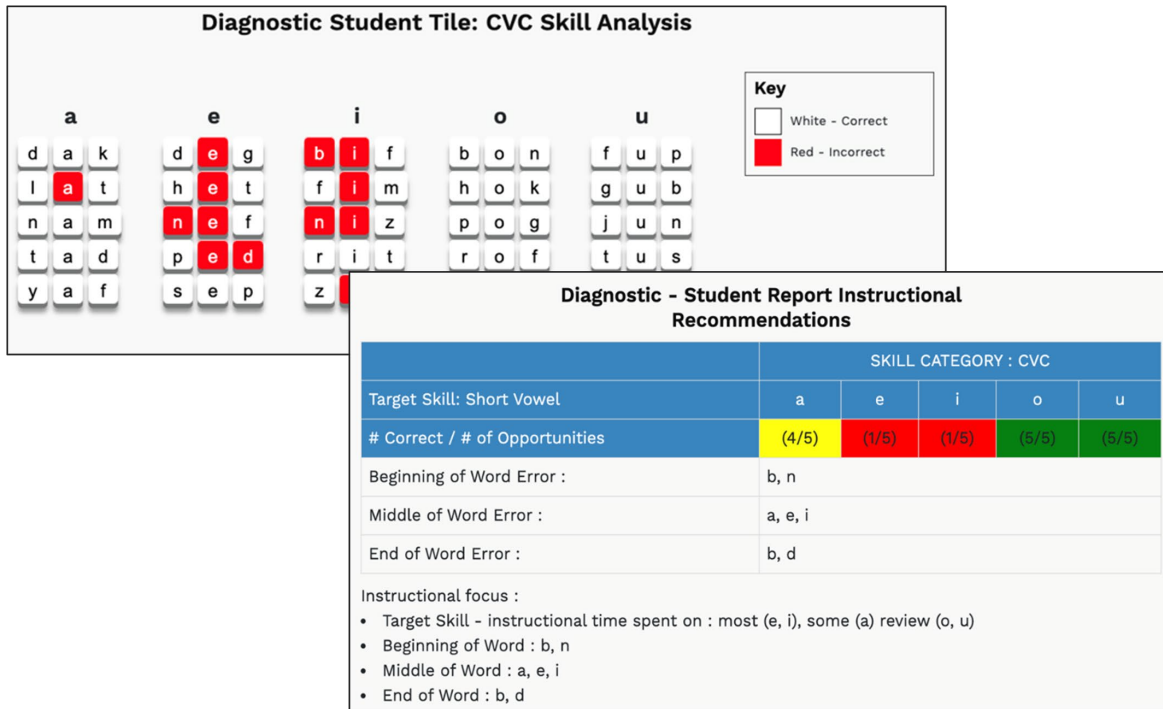 Diagnostic Student Tile: CVC Skill Analysis
Key
White - Correct
Red - Incorrect
a e i o u
d a k d e g b i f b o n f u p
l a t h e t f i m h o k g u b
n a m n e f n i z p o g j u n
t a d p e d r i t r o f t u s
y a f s e p z
Diagnostic - Student Report Instructional
Recommendations
SKILL CATEGORY : CVC
Target Skill: Short Vowel a e i o u
# Correct / # of Opportunities (4/5) (1/5) (1/5) (5/5) (5/5)
Beginning of Word Error : b, n
Middle of Word Error : a, e, i
End of Word Error : b, d
Instructional focus :
• Target Skill - instructional time spent on : most (e, i), some (a) review (o, u)
• Beginning of Word : b, n
• Middle of Word : a, e, i
• End of Word : b, d